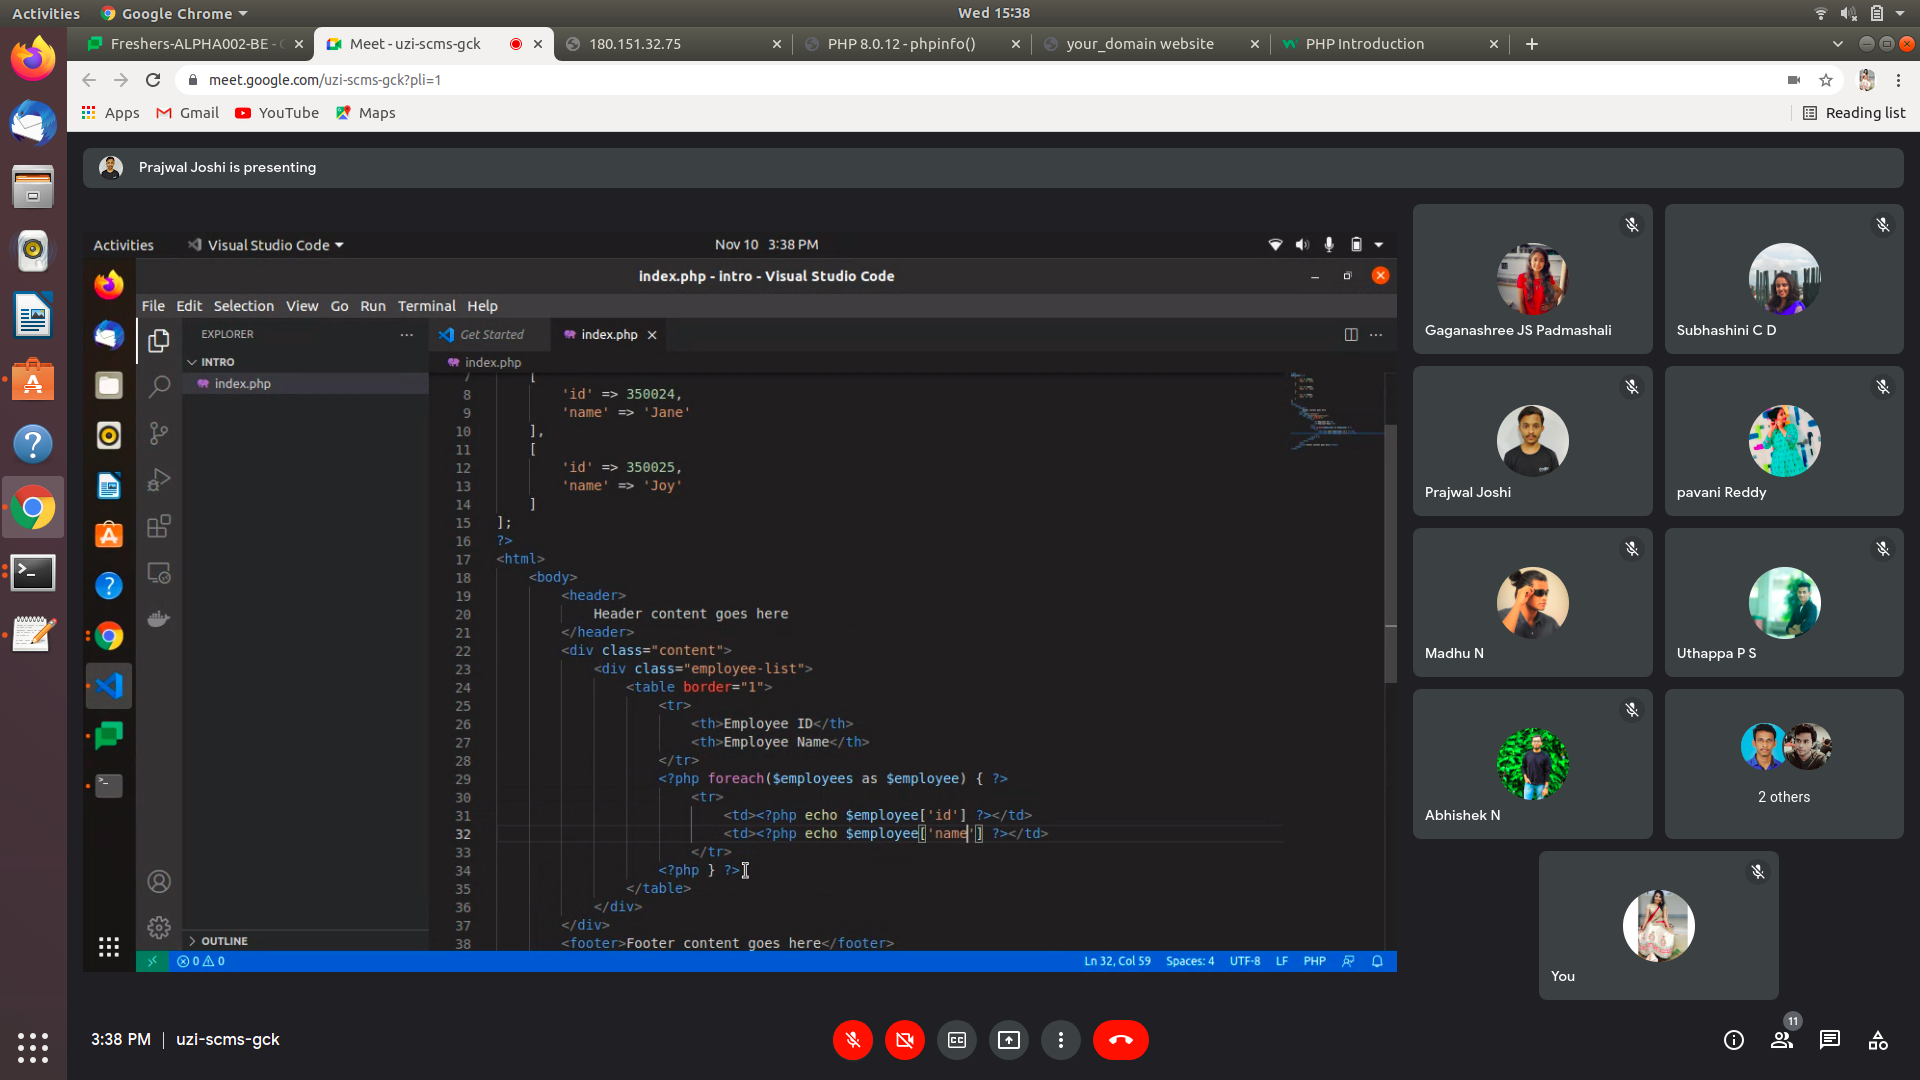 Activities
Google Chrome
Wed 15:38
Freshers-ALPHA002-BE -
Meet - uzi-scms-gck
180.151.32.75
PHP 8.0.12 - phpinfo()
your_domain website
PHP Introduction
meet.google.com/uzi-scms-gck?pli=1
Apps
Gmail
YouTube
Maps
Reading list
Prajwal Joshi is presenting
Activities
Visual Studio Code
Nov 10 3:38 PM
index.php - intro - Visual Studio Code
File Edit Selection View Go Run Terminal Help
EXPLORER
Get Started
index.php
INTRO
index.php
index.php
7 [
8 'id' => 350024,
9 'name' => 'Jane'
10 ],
11 [
12 'id' => 350025,
13 'name' => 'Joy'
14 ]
15 ];
16 ?>
17 <html>
18 <body>
19 <header>
20 Header content goes here
21 </header>
22 <div class="content">
23 <div class="employee-list">
24 <table border="1">
25 <tr>
26 <th>Employee ID</th>
27 <th>Employee Name</th>
28 </tr>
29 <?php foreach($employees as $employee) { ?>
30 <tr>
31 <td><?php echo $employee['id'] ?></td>
32 <td><?php echo $employee['name'] ?></td>
33 </tr>
34 <?php } ?>
35 </table>
36 </div>
37 </div>
38 <footer>Footer content goes here</footer>
OUTLINE
0 0
Ln 32, Col 59
Spaces: 4
UTF-8
LF
PHP
Gaganashree JS Padmashali
Subhashini C D
Prajwal Joshi
pavani Reddy
Madhu N
Uthappa P S
Abhishek N
2 others
You
3:38 PM | uzi-scms-gck
11